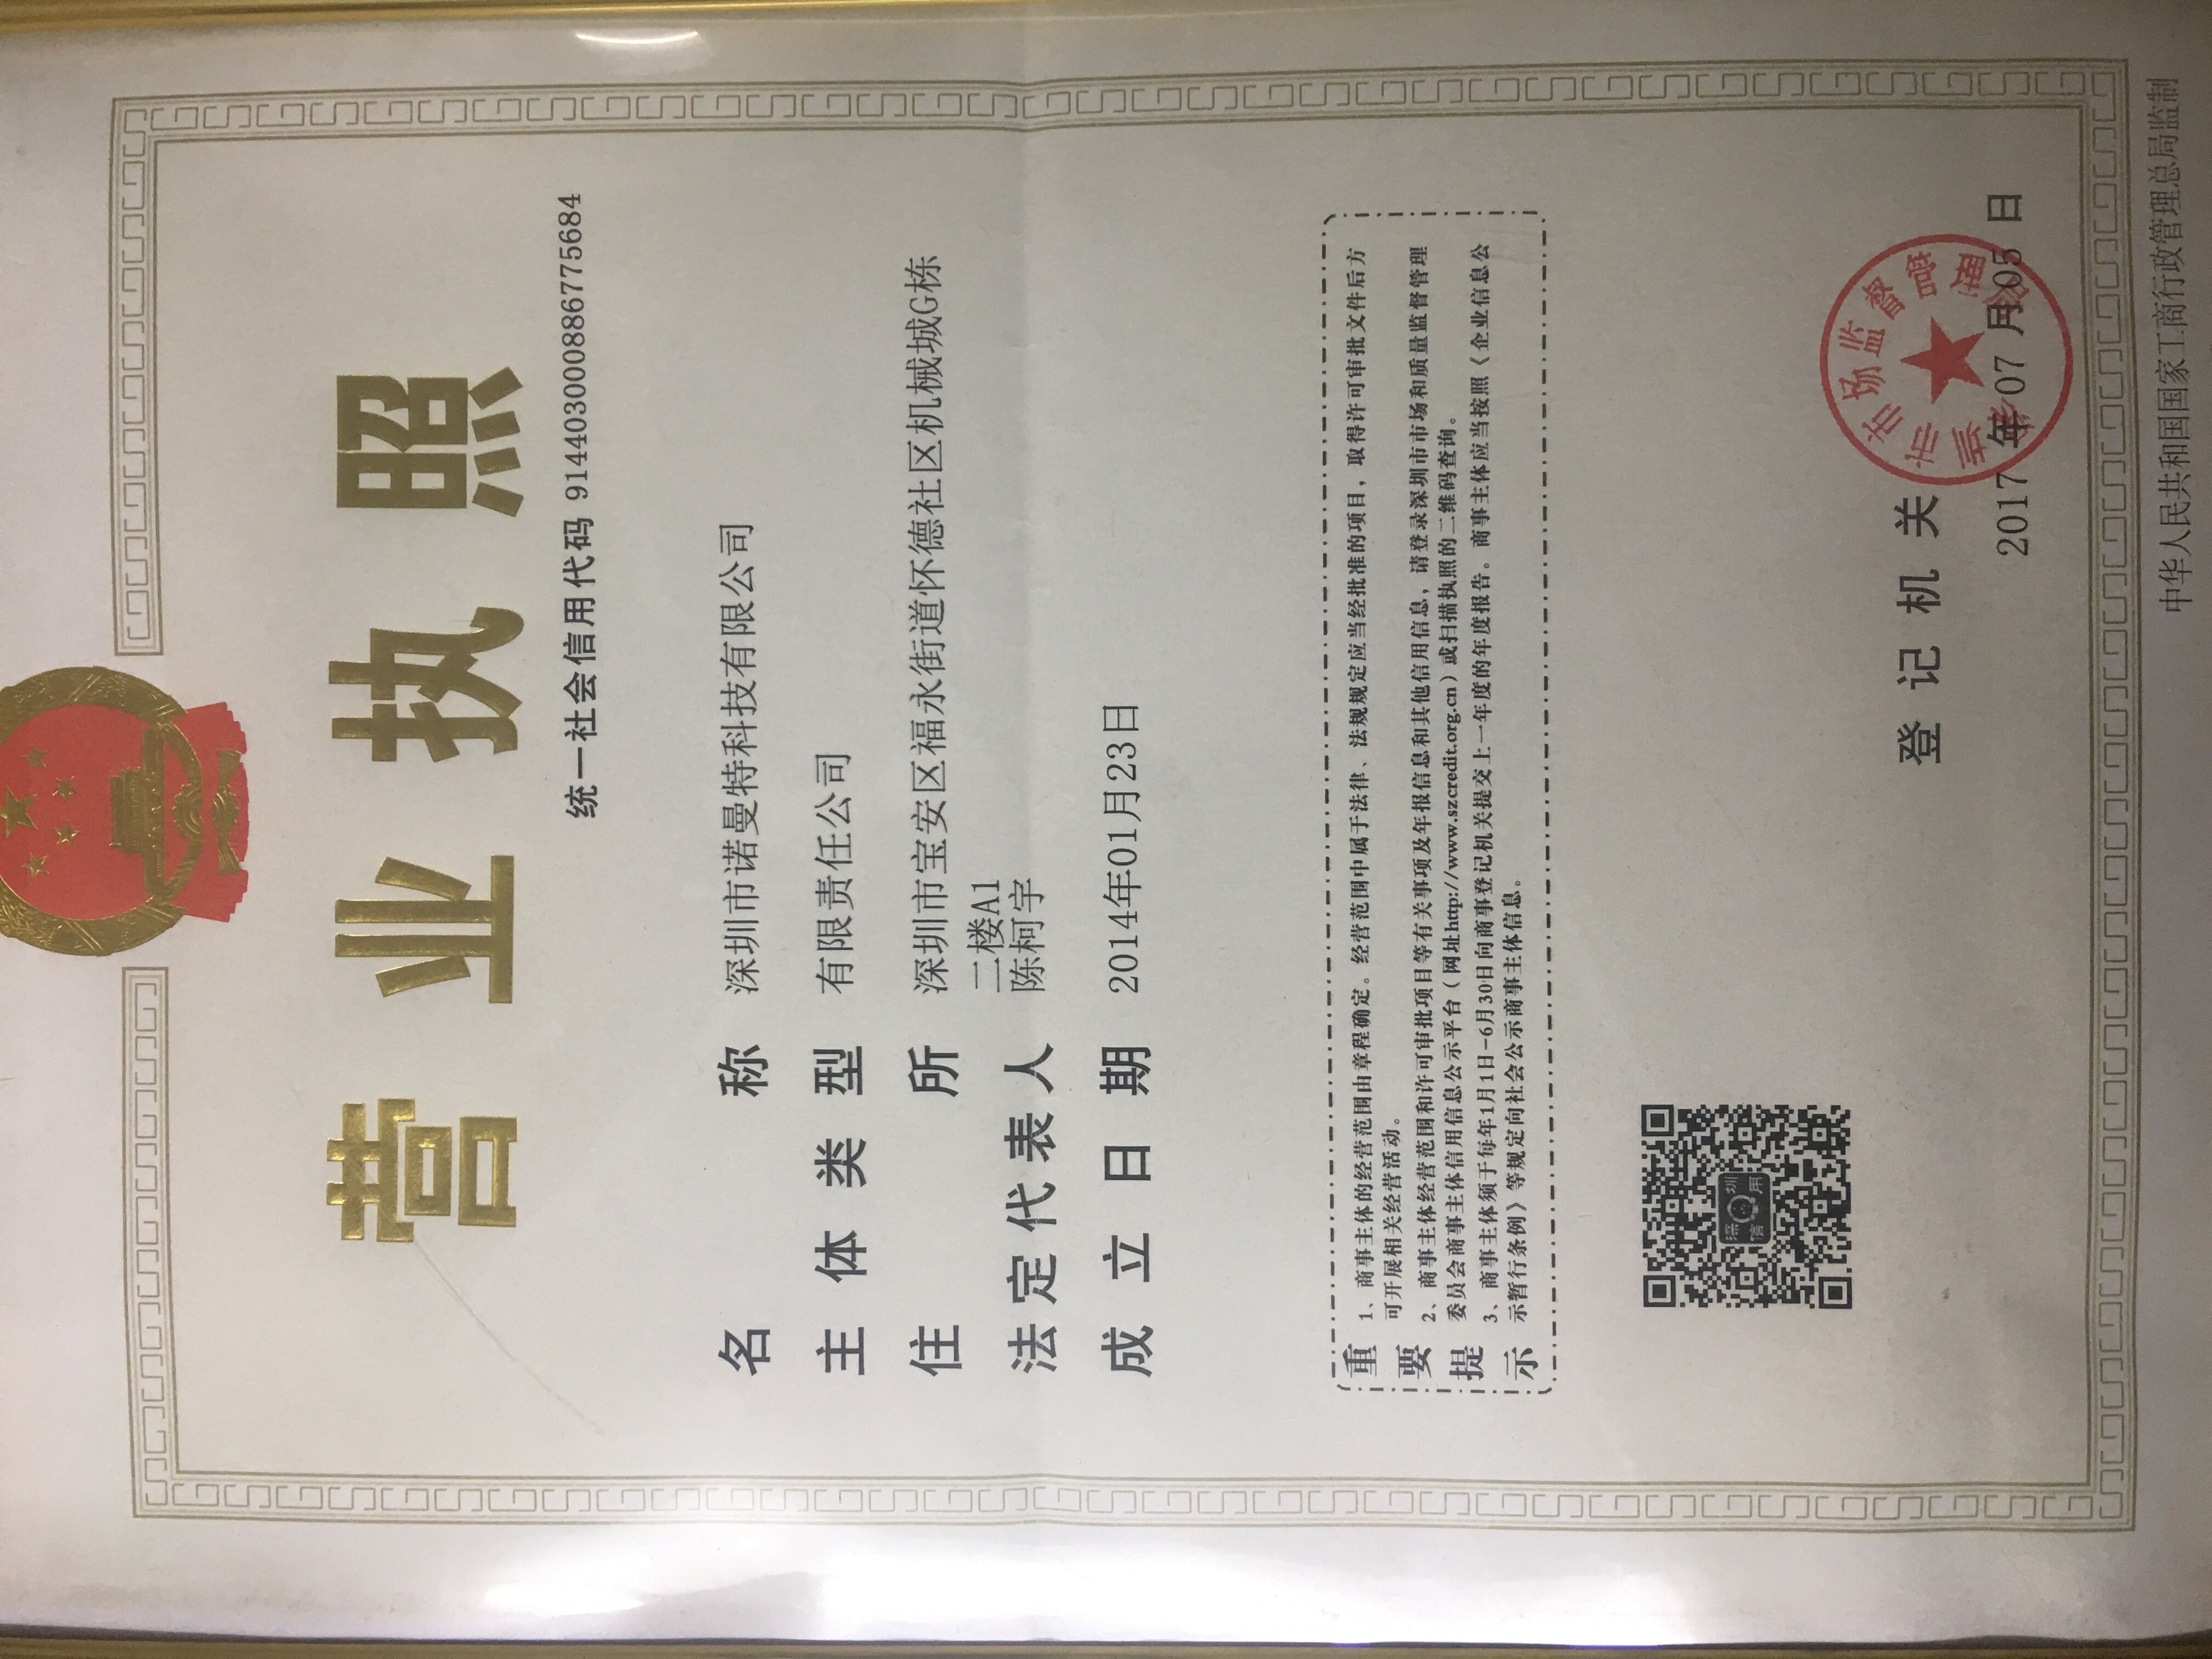 营业执照
统一社会信用代码 914403000886775684
名称 深圳市诺曼特科技有限公司
主体类型 有限责任公司
住所 深圳市宝安区福永街道怀德社区机械城G栋
二楼A1
法定代表人 陈柯宇
成立日期 2014年01月23日
重要提示
1、商事主体的经营范围由章程确定。经营范围中属于法律、法规规定应当经批准的项目，取得许可审批文件后方
可开展相关经营活动。
2、商事主体经营范围和许可审批项目等有关事项及年报信息和其他信用信息，请登录深圳市市场和质量监督管理
委员会商事主体信用信息公示平台（网址http://www.szcredit.org.cn）或扫描执照的二维码查询。
3、商事主体须于每年1月1日-6月30日向商事登记机关提交上一年度的年度报告。商事主体应当按照《企业信息公
示暂行条例》等规定向社会公示商事主体信息。
深圳
信用
登记机关
深圳市市场监督管理局
2017年07月05日
中华人民共和国国家工商行政管理总局监制